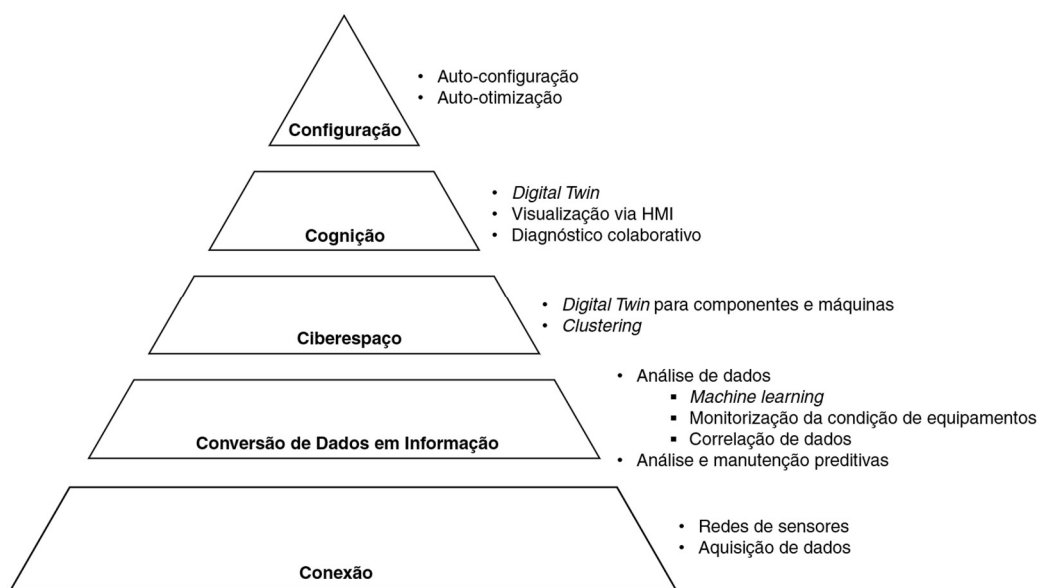 • Auto-configuração
• Auto-otimização
Configuração
• Digital Twin
• Visualização via HMI
• Diagnóstico colaborativo
Cognição
• Digital Twin para componentes e máquinas
• Clustering
Ciberespaço
• Análise de dados
▪ Machine learning
▪ Monitorização da condição de equipamentos
▪ Correlação de dados
• Análise e manutenção preditivas
Conversão de Dados em Informação
• Redes de sensores
• Aquisição de dados
Conexão